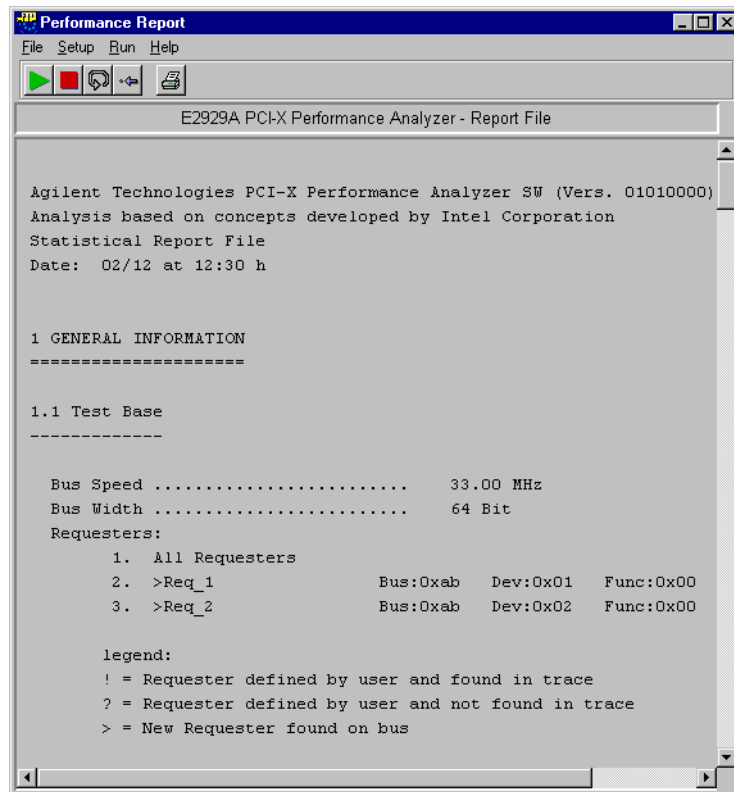 Performance Report
File Setup Run Help
E2929A PCI-X Performance Analyzer - Report File
Agilent Technologies PCI-X Performance Analyzer SW (Vers. 01010000)
Analysis based on concepts developed by Intel Corporation
Statistical Report File
Date:  02/12 at 12:30 h
1 GENERAL INFORMATION
=====================
1.1 Test Base
-------------
Bus Speed ......................... 33.00 MHz
Bus Width ......................... 64 Bit
Requesters:
1. All Requesters
2. >Req_1 Bus:0xab Dev:0x01 Func:0x00
3. >Req_2 Bus:0xab Dev:0x02 Func:0x00
legend:
! = Requester defined by user and found in trace
? = Requester defined by user and not found in trace
> = New Requester found on bus